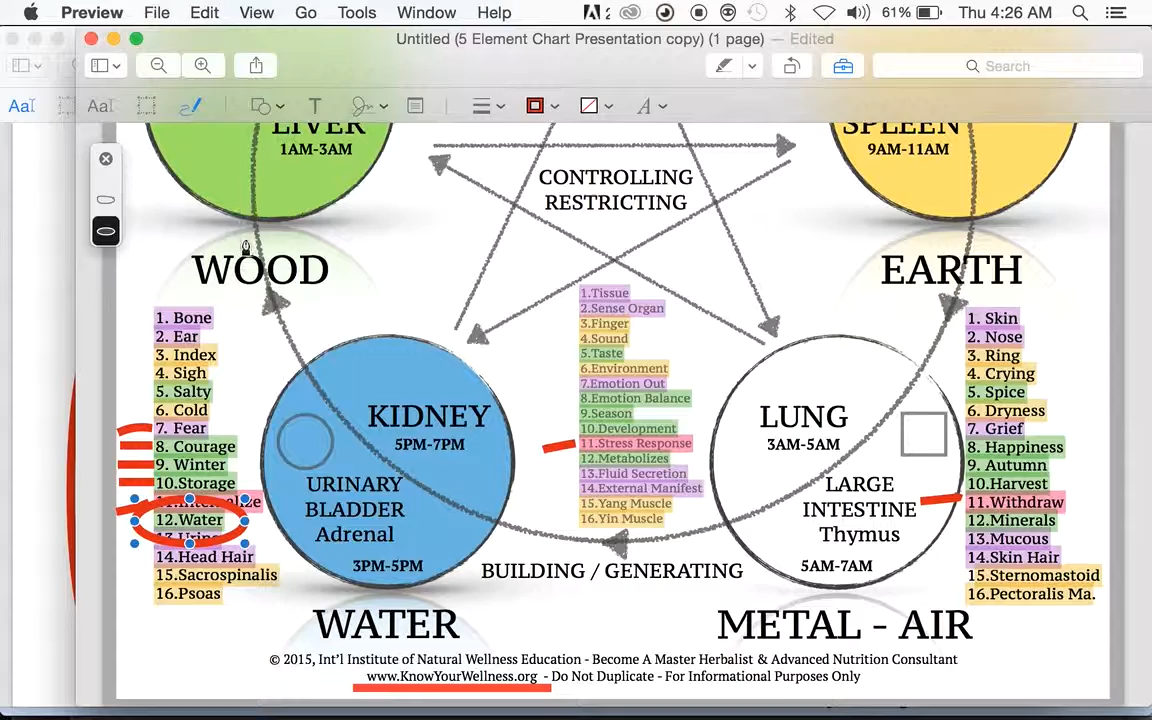 Preview File Edit View Go Tools Window Help 61% Thu 4:26 AM
Untitled (5 Element Chart Presentation copy) (1 page) — Edited
Search
LIVER
1AM-3AM
SPLEEN
9AM-11AM
CONTROLLING
RESTRICTING
WOOD
EARTH
1. Bone
2. Ear
3. Index
4. Sigh
5. Salty
6. Cold
7. Fear
8. Courage
9. Winter
10.Storage
11.Internalize
12.Water
13.Urine
14.Head Hair
15.Sacrospinalis
16.Psoas
KIDNEY
5PM-7PM
URINARY
BLADDER
Adrenal
3PM-5PM
1.Tissue
2.Sense Organ
3.Finger
4.Sound
5.Taste
6.Environment
7.Emotion Out
8.Emotion Balance
9.Season
10.Development
11.Stress Response
12.Metabolizes
13.Fluid Secretion
14.External Manifest
15.Yang Muscle
16.Yin Muscle
LUNG
3AM-5AM
LARGE
INTESTINE
Thymus
5AM-7AM
1. Skin
2. Nose
3. Ring
4. Crying
5. Spice
6. Dryness
7. Grief
8. Happiness
9. Autumn
10.Harvest
11.Withdraw
12.Minerals
13.Mucous
14.Skin Hair
15.Sternomastoid
16.Pectoralis Ma.
BUILDING / GENERATING
WATER
METAL - AIR
© 2015, Int'l Institute of Natural Wellness Education - Become A Master Herbalist & Advanced Nutrition Consultant
www.KnowYourWellness.org - Do Not Duplicate - For Informational Purposes Only